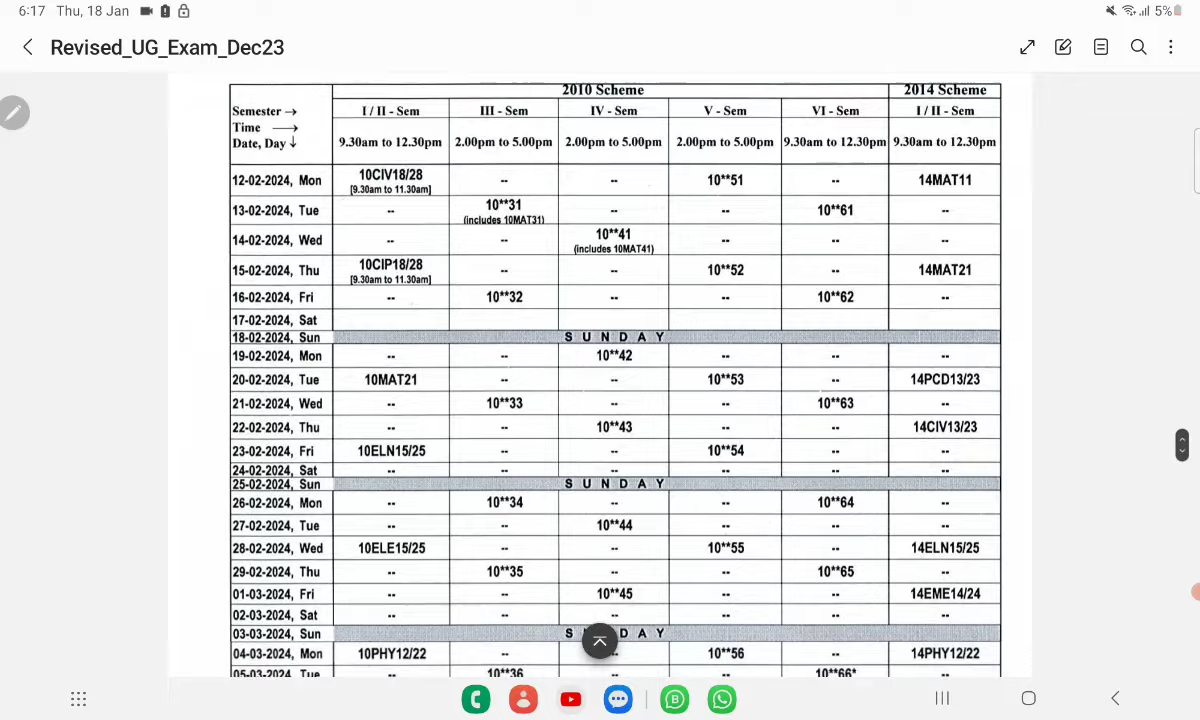 6:17 Thu, 18 Jan 5%
Revised_UG_Exam_Dec23
2010 Scheme 2014 Scheme
Semester → I / II - Sem III - Sem IV - Sem V - Sem VI - Sem I / II - Sem
Time →
Date, Day ↓ 9.30am to 12.30pm 2.00pm to 5.00pm 2.00pm to 5.00pm 2.00pm to 5.00pm 9.30am to 12.30pm 9.30am to 12.30pm
12-02-2024, Mon 10CIV18/28 -- -- 10**51 -- 14MAT11
[9.30am to 11.30am]
13-02-2024, Tue -- 10**31 -- -- 10**61 --
(includes 10MAT31)
14-02-2024, Wed -- -- 10**41 -- -- --
(includes 10MAT41)
15-02-2024, Thu 10CIP18/28 -- -- 10**52 -- 14MAT21
[9.30am to 11.30am]
16-02-2024, Fri -- 10**32 -- -- 10**62 --
17-02-2024, Sat
18-02-2024, Sun S U N D A Y
19-02-2024, Mon -- -- 10**42 -- -- --
20-02-2024, Tue 10MAT21 -- -- 10**53 -- 14PCD13/23
21-02-2024, Wed -- 10**33 -- -- 10**63 --
22-02-2024, Thu -- -- 10**43 -- -- 14CIV13/23
23-02-2024, Fri 10ELN15/25 -- -- 10**54 -- --
24-02-2024, Sat -- -- -- -- -- --
25-02-2024, Sun S U N D A Y
26-02-2024, Mon -- 10**34 -- -- 10**64 --
27-02-2024, Tue -- -- 10**44 -- -- --
28-02-2024, Wed 10ELE15/25 -- -- 10**55 -- 14ELN15/25
29-02-2024, Thu -- 10**35 -- -- 10**65 --
01-03-2024, Fri -- -- 10**45 -- -- 14EME14/24
02-03-2024, Sat -- -- -- -- -- --
03-03-2024, Sun S D A Y
04-03-2024, Mon 10PHY12/22 -- -- 10**56 -- 14PHY12/22
05-03-2024, Tue -- 10**36 -- -- 10**66* --